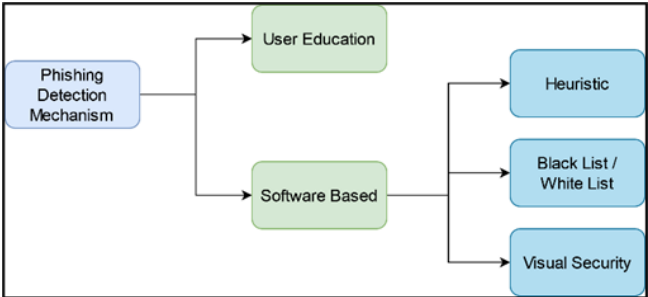 Phishing
Detection
Mechanism
User Education
Software Based
Heuristic
Black List /
White List
Visual Security